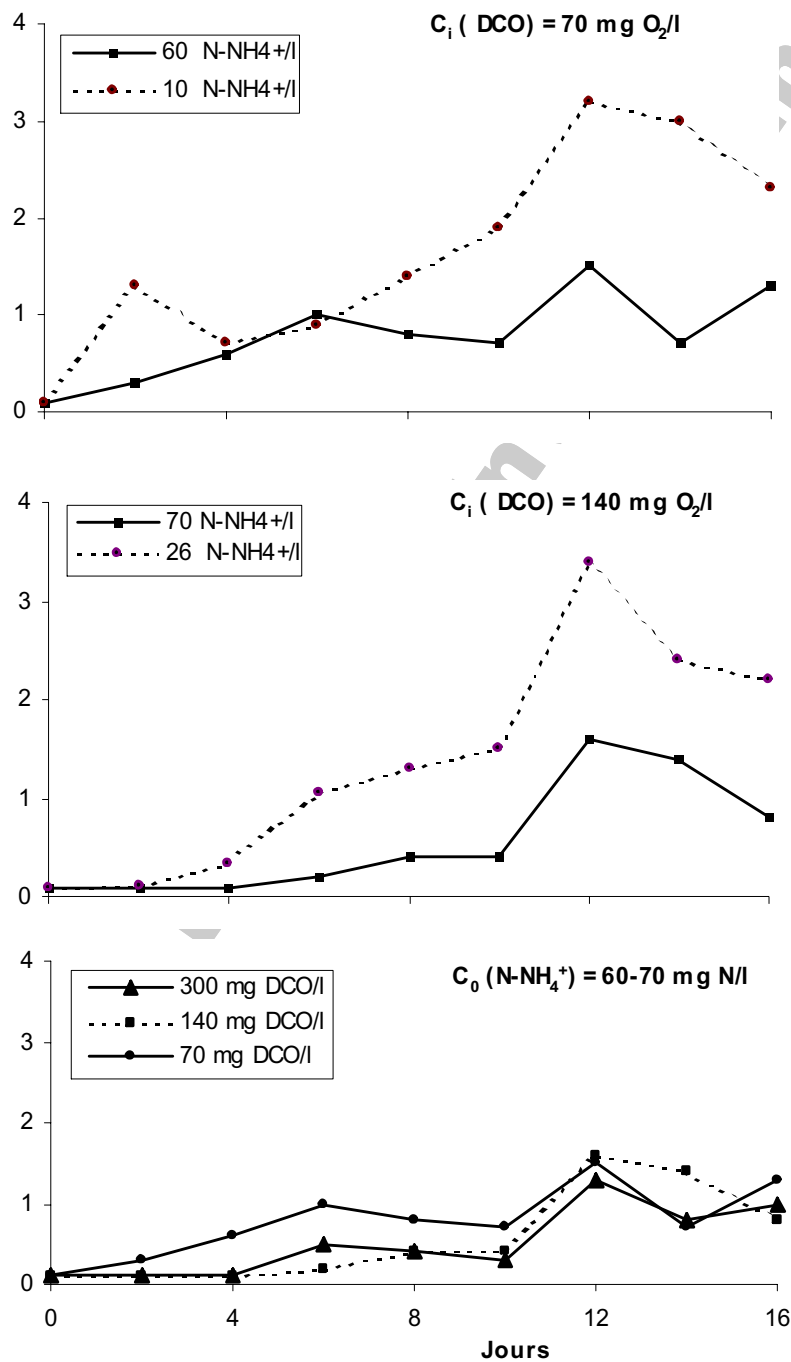 4
C_i ( DCO) = 70 mg O_2/l
60 N-NH4+/l
10 N-NH4+/l
3
2
1
0
4
C_i ( DCO) = 140 mg O_2/l
70 N-NH4+/l
26 N-NH4+/l
3
2
1
0
4
C_0 (N-NH_4^+) = 60-70 mg N/l
300 mg DCO/l
140 mg DCO/l
70 mg DCO/l
3
2
1
0
0 4 8 12 16
Jours